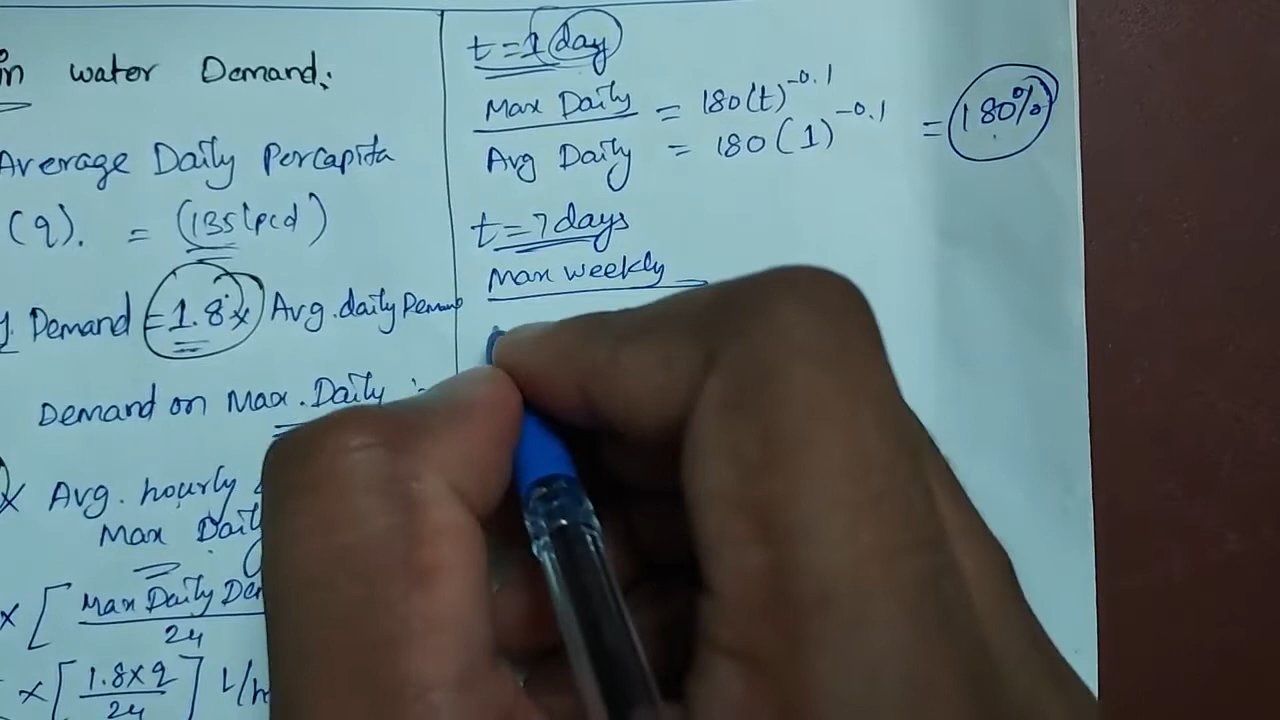 in water Demand:
Average Daily Percapita
(q). = (135 lpcd)
Demand = 1.8x Avg. daily Demand
Demand on Max. Daily
x Avg. hourly
Max Daily
x [ Max Daily De
24
x [ 1.8 x q ] L/h
24
t = 1 day
Max Daily = 180(t)^-0.1
Avg Daily = 180 (1)^-0.1 = 180%
t = 7 days
Max weekly